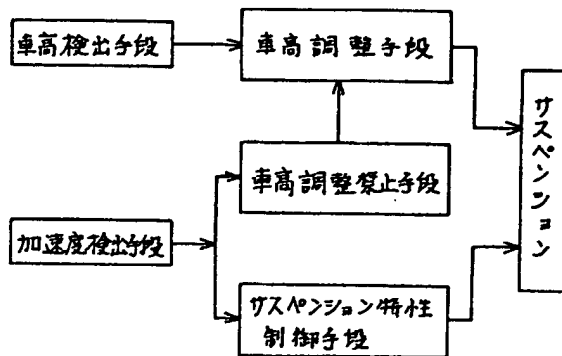 車高検出手段
車高調整手段
車高調整禁止手段
加速度検出手段
サスペンション特性
制御手段
サスペンション